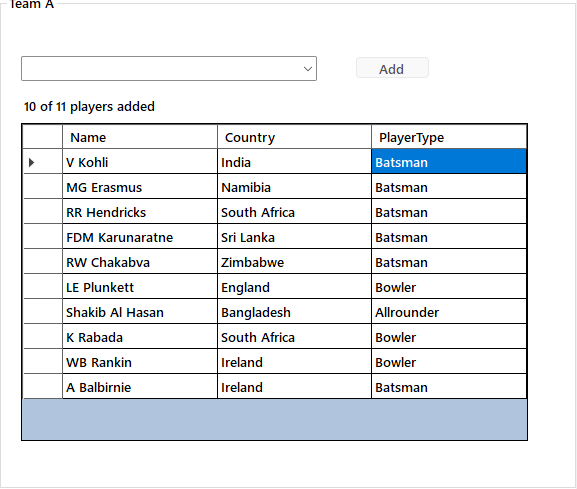 Team A
Add
10 of 11 players added
Name Country PlayerType
V Kohli India Batsman
MG Erasmus Namibia Batsman
RR Hendricks South Africa Batsman
FDM Karunaratne Sri Lanka Batsman
RW Chakabva Zimbabwe Batsman
LE Plunkett England Bowler
Shakib Al Hasan Bangladesh Allrounder
K Rabada South Africa Bowler
WB Rankin Ireland Bowler
A Balbirnie Ireland Batsman